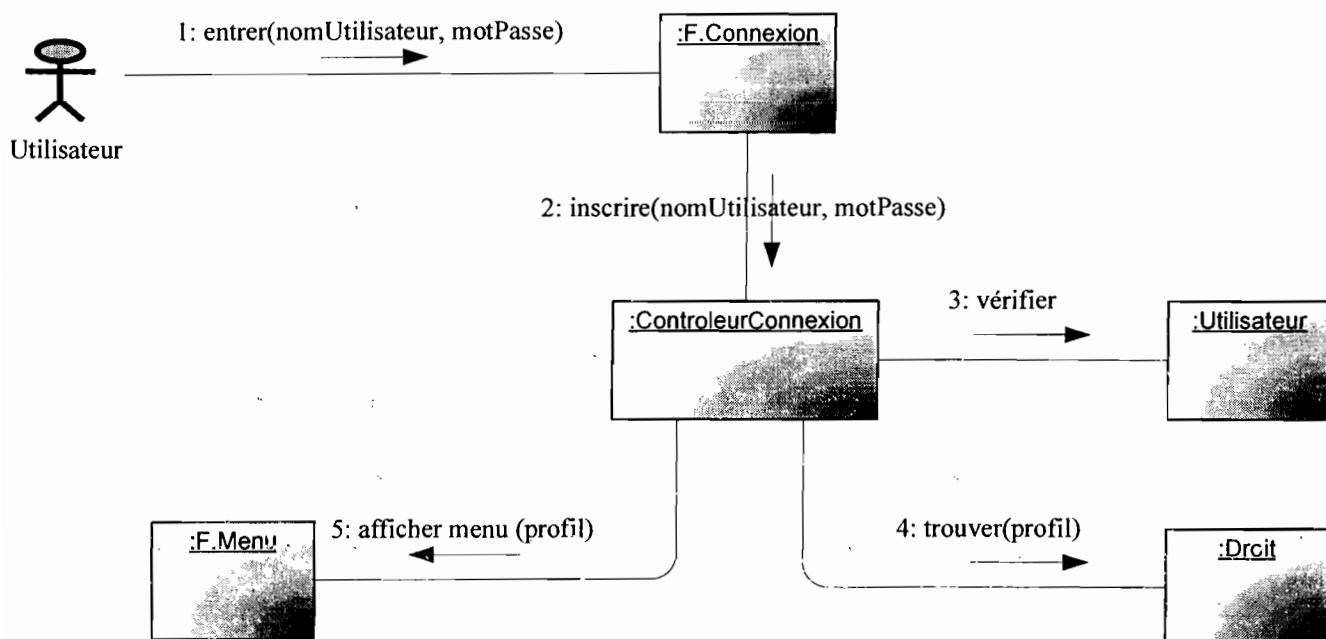 1: entrer(nomUtilisateur, motPasse)
:F.Connexion
Utilisateur
2: inscrire(nomUtilisateur, motPasse)
:ControleurConnexion
3: vérifier
:Utilisateur
5: afficher menu (profil)
:F.Menu
4: trouver(profil)
:Droit